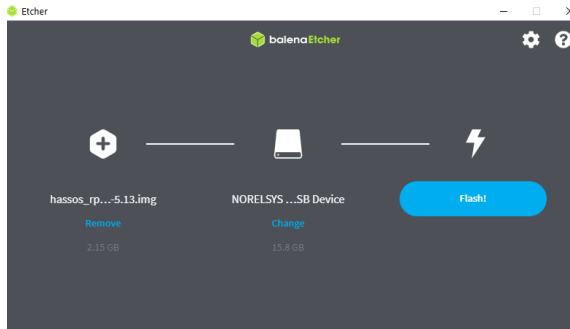 Etcher
balenaEtcher
hassos_rp...-5.13.img
NORELSYS ...SB Device
Flash!
Remove
Change
2.15 GB
15.8 GB